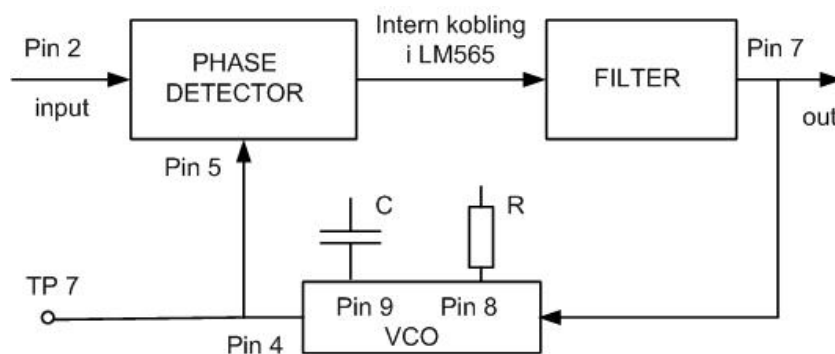 Pin 2
input
PHASE
DETECTOR
Intern kobling
i LM565
FILTER
Pin 7
out
Pin 5
C
R
TP 7
Pin 4
Pin 9 Pin 8
VCO